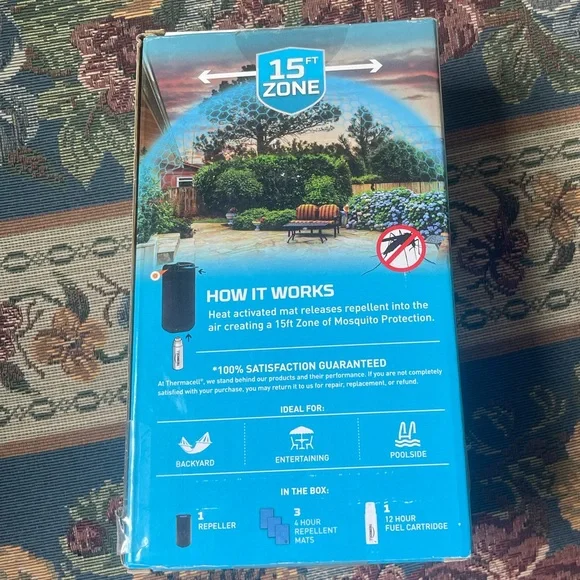 15 FT
ZONE
HOW IT WORKS
Heat activated mat releases repellent into the
air creating a 15ft Zone of Mosquito Protection.
*100% SATISFACTION GUARANTEED
At Thermacell®, we stand behind our products and their performance. If you are not completely
satisfied with your purchase, you may return it to us for repair, replacement, or refund.
IDEAL FOR:
BACKYARD
ENTERTAINING
POOLSIDE
IN THE BOX:
1
REPELLER
3
4 HOUR
REPELLENT
MATS
1
12 HOUR
FUEL CARTRIDGE